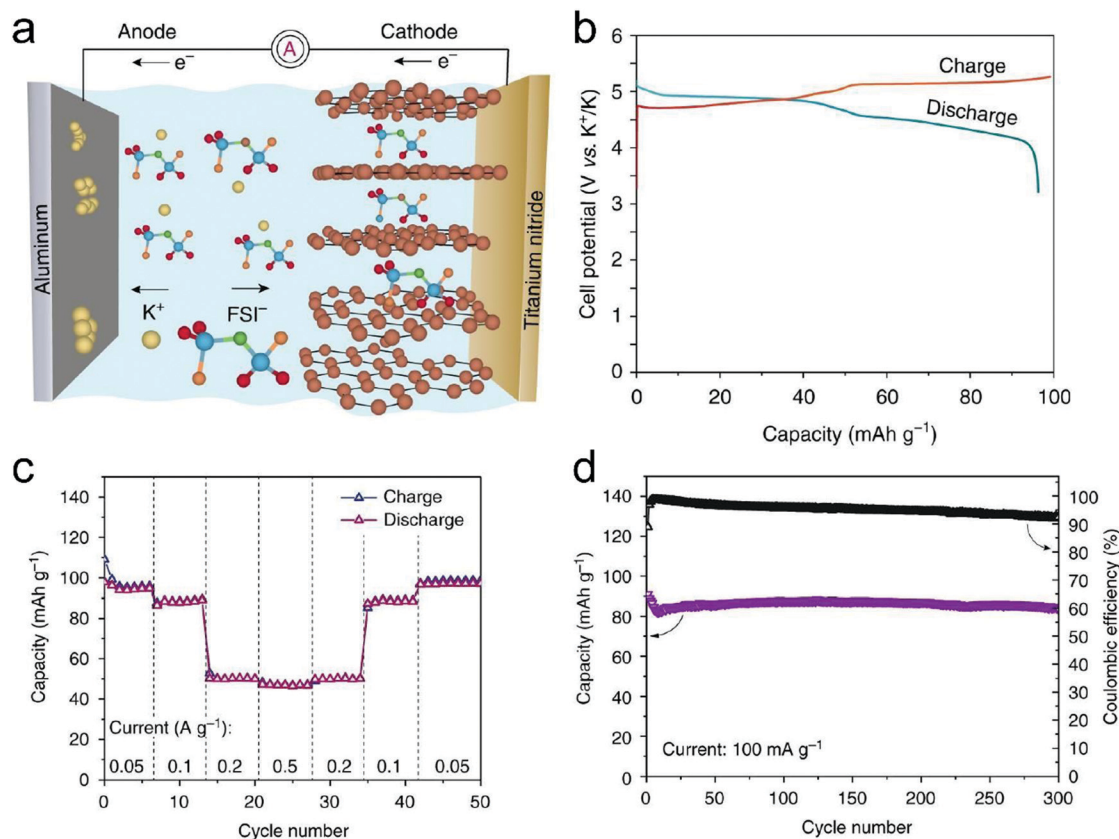 a
Anode
A
Cathode
e⁻
e⁻
Aluminum
K⁺
FSI⁻
Titanium nitride
b
Cell potential (V vs. K⁺/K)
6
5
4
3
2
1
0
Charge
Discharge
0 20 40 60 80 100
Capacity (mAh g⁻¹)
c
Capacity (mAh g⁻¹)
140
120
100
80
60
40
20
0
Charge
Discharge
Current (A g⁻¹):
0.05 0.1 0.2 0.5 0.2 0.1 0.05
0 10 20 30 40 50
Cycle number
d
Capacity (mAh g⁻¹)
140
120
100
80
60
40
20
0
100
90
80
70
60
50
40
30
20
10
0
Coulombic efficiency (%)
Current: 100 mA g⁻¹
0 50 100 150 200 250 300
Cycle number